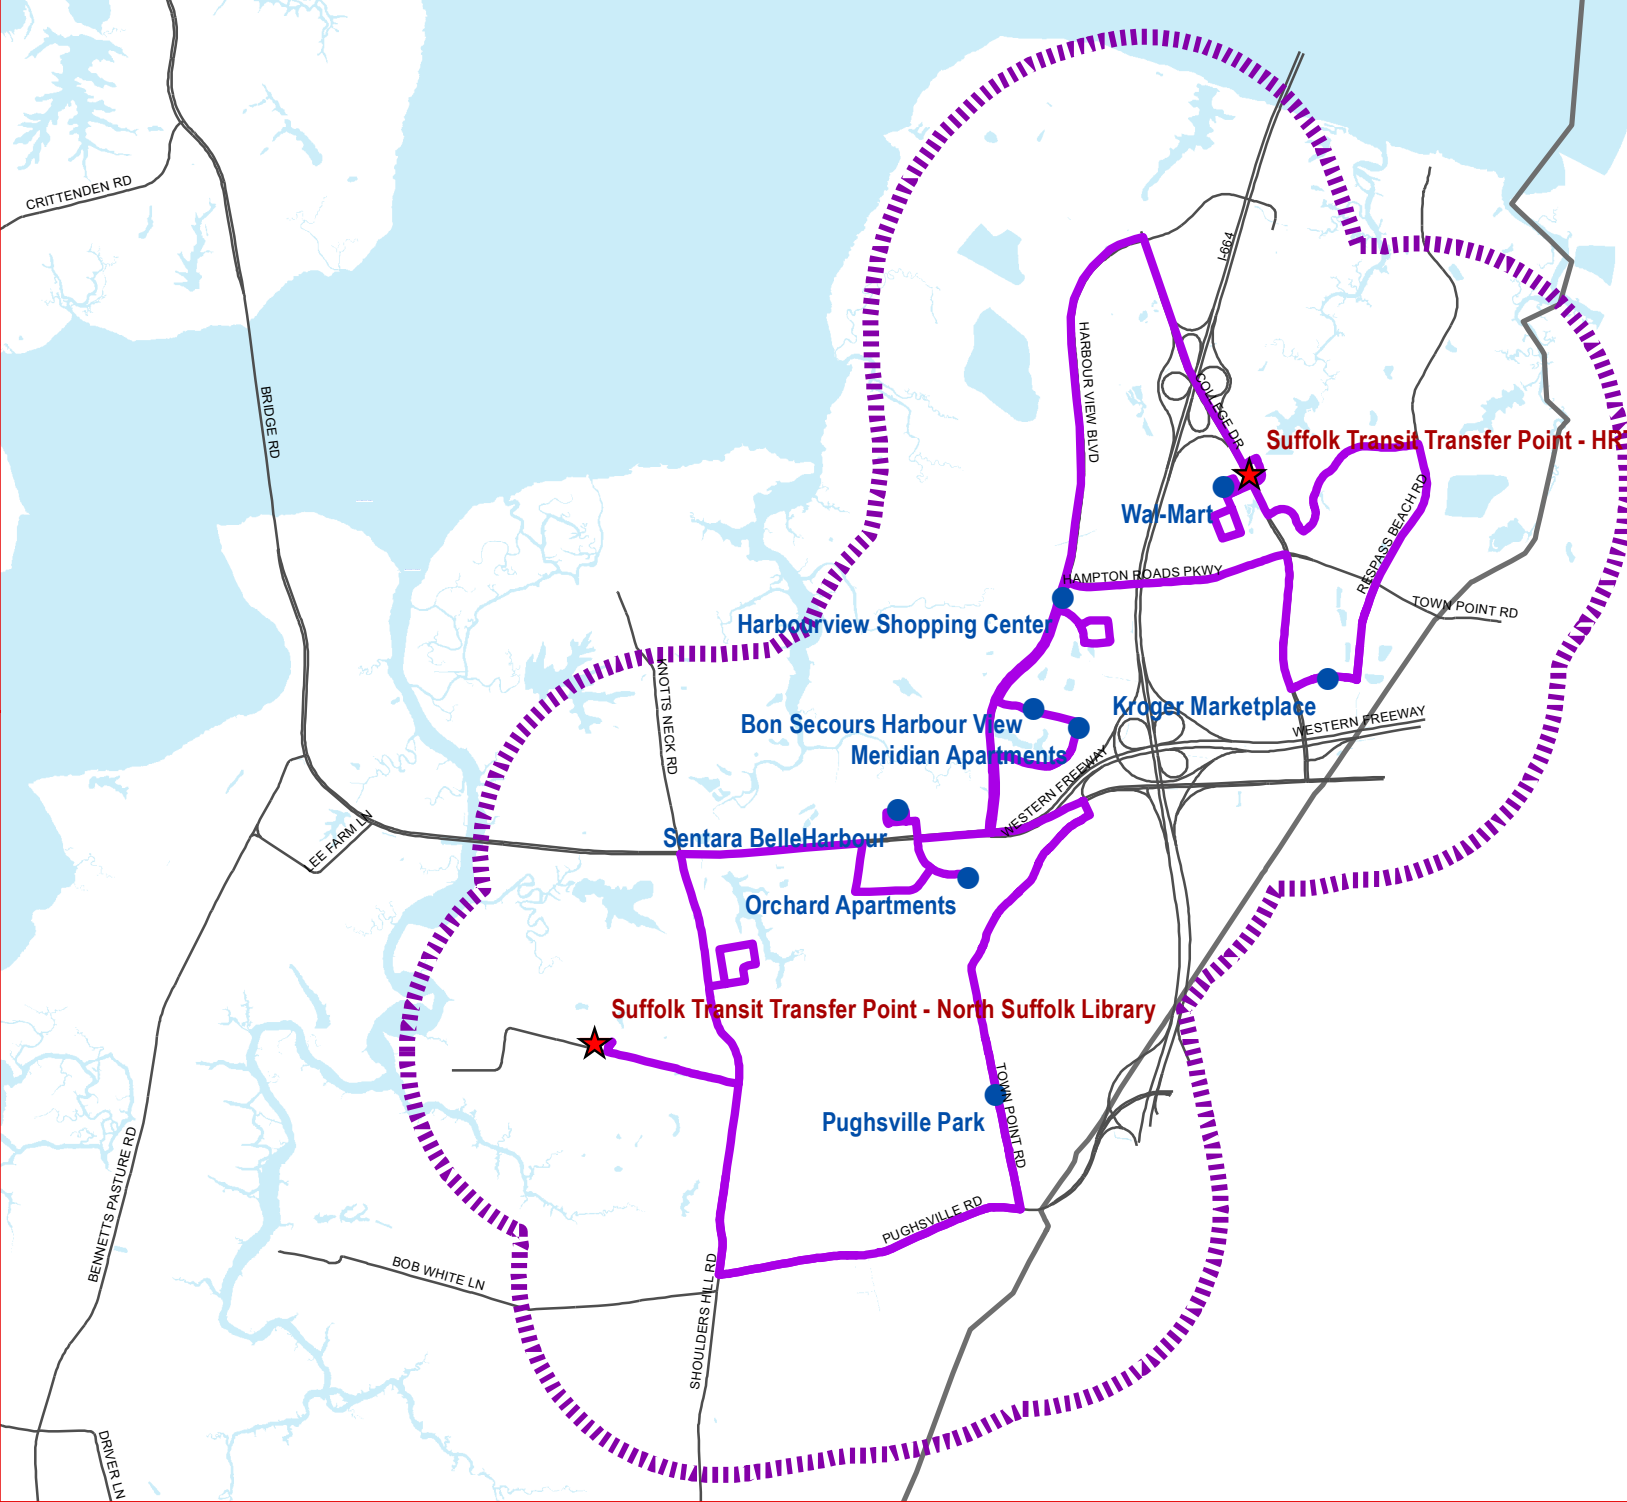 CRITTENDEN RD
I-664
HARBOUR VIEW BLVD
COLLEGE DR
BRIDGE RD
Suffolk Transit Transfer Point - HR
Wal-Mart
RESPASS BEACH RD
HAMPTON ROADS PKWY
TOWN POINT RD
Harbourview Shopping Center
KNOTTS NECK RD
Kroger Marketplace
Bon Secours Harbour View
WESTERN FREEWAY
Meridian Apartments
WESTERN FREEWAY
EE FARM LN
Sentara BelleHarbour
Orchard Apartments
Suffolk Transit Transfer Point - North Suffolk Library
TOWN POINT RD
Pughsville Park
BENNETTS PASTURE RD
PUGHSVILLE RD
BOB WHITE LN
SHOULDERS HILL RD
DRIVER LN